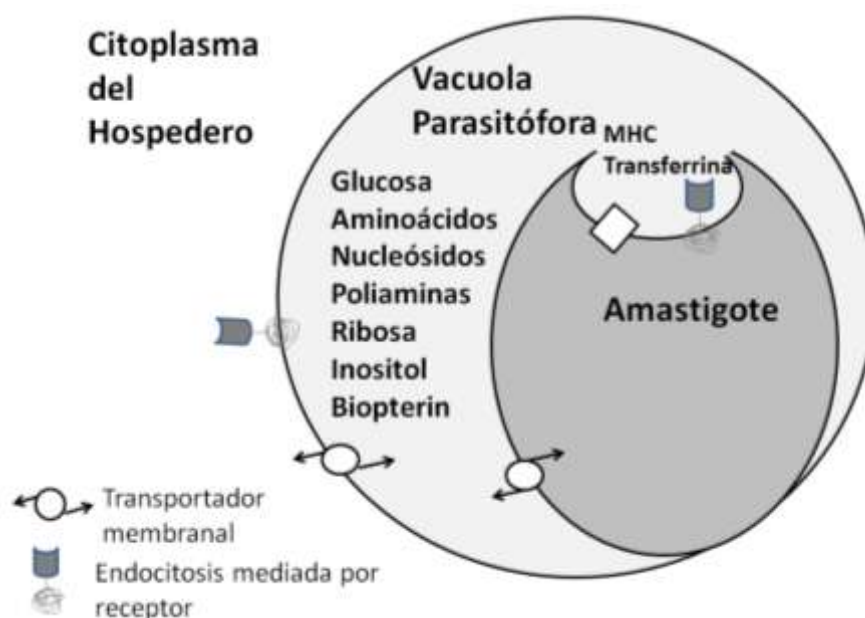 Citoplasma
del
Hospedero
Vacuola
Parasitófora
MHC
Transferrina
Glucosa
Aminoácidos
Nucleósidos
Poliaminas
Ribosa
Inositol
Biopterin
Amastigote
Transportador
membranal
Endocitosis mediada por
receptor